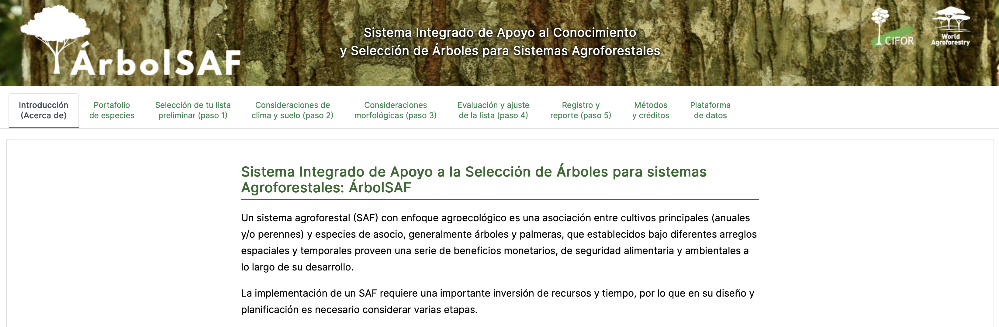 ÁrbolSAF
Sistema Integrado de Apoyo al Conocimiento
y Selección de Árboles para Sistemas Agroforestales
CIFOR
World
Agroforestry
Introducción
(Acerca de)
Portafolio
de especies
Selección de tu lista
preliminar (paso 1)
Consideraciones de
clima y suelo (paso 2)
Consideraciones
morfológicas (paso 3)
Evaluación y ajuste
de la lista (paso 4)
Registro y
reporte (paso 5)
Métodos
y créditos
Plataforma
de datos
Sistema Integrado de Apoyo a la Selección de Árboles para sistemas
Agroforestales: ÁrbolSAF
Un sistema agroforestal (SAF) con enfoque agroecológico es una asociación entre cultivos principales (anuales
y/o perennes) y especies de asocio, generalmente árboles y palmeras, que establecidos bajo diferentes arreglos
espaciales y temporales proveen una serie de beneficios monetarios, de seguridad alimentaria y ambientales a
lo largo de su desarrollo.
La implementación de un SAF requiere una importante inversión de recursos y tiempo, por lo que en su diseño y
planificación es necesario considerar varias etapas.